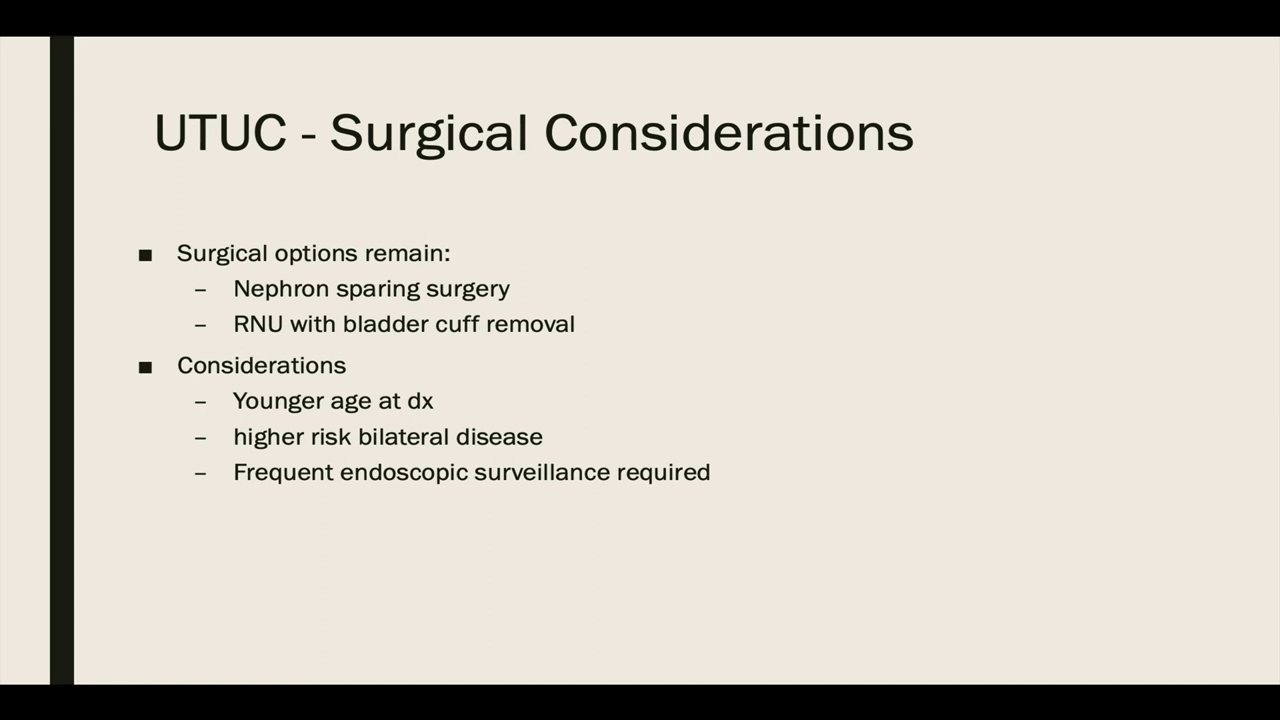 UTUC - Surgical Considerations
■ Surgical options remain:
– Nephron sparing surgery
– RNU with bladder cuff removal
■ Considerations
– Younger age at dx
– higher risk bilateral disease
– Frequent endoscopic surveillance required